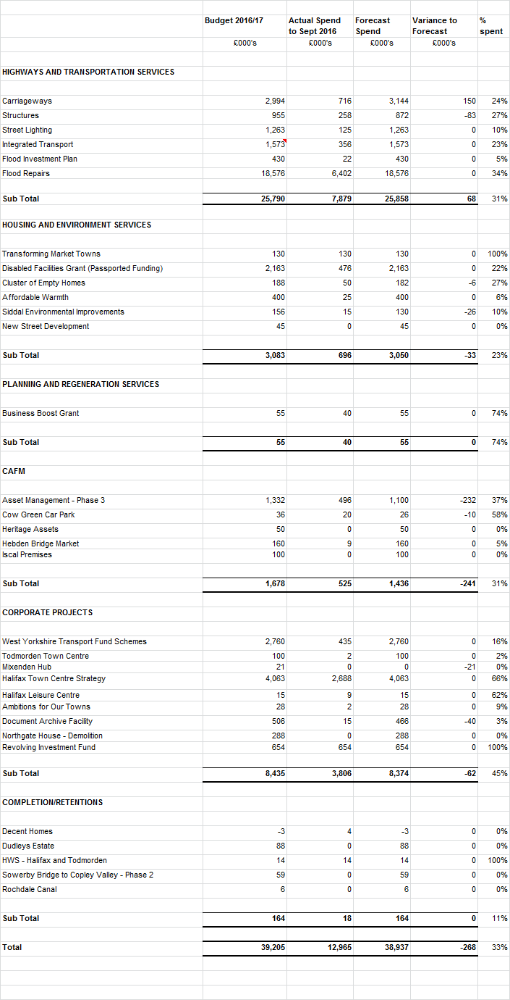 Budget 2016/17 Actual Spend Forecast Variance to %
to Sept 2016 Spend Forecast spent
£000's £000's £000's £000's
HIGHWAYS AND TRANSPORTATION SERVICES
Carriageways 2,994 716 3,144 150 24%
Structures 955 258 872 -83 27%
Street Lighting 1,263 125 1,263 0 10%
Integrated Transport 1,573 356 1,573 0 23%
Flood Investment Plan 430 22 430 0 5%
Flood Repairs 18,576 6,402 18,576 0 34%
Sub Total 25,790 7,879 25,858 68 31%
HOUSING AND ENVIRONMENT SERVICES
Transforming Market Towns 130 130 130 0 100%
Disabled Facilities Grant (Passported Funding) 2,163 476 2,163 0 22%
Cluster of Empty Homes 188 50 182 -6 27%
Affordable Warmth 400 25 400 0 6%
Siddal Environmental Improvements 156 15 130 -26 10%
New Street Development 45 0 45 0 0%
Sub Total 3,083 696 3,050 -33 23%
PLANNING AND REGENERATION SERVICES
Business Boost Grant 55 40 55 0 74%
Sub Total 55 40 55 0 74%
CAFM
Asset Management - Phase 3 1,332 496 1,100 -232 37%
Cow Green Car Park 36 20 26 -10 58%
Heritage Assets 50 0 50 0 0%
Hebden Bridge Market 160 9 160 0 5%
Iscal Premises 100 0 100 0 0%
Sub Total 1,678 525 1,436 -241 31%
CORPORATE PROJECTS
West Yorkshire Transport Fund Schemes 2,760 435 2,760 0 16%
Todmorden Town Centre 100 2 100 0 2%
Mixenden Hub 21 0 0 -21 0%
Halifax Town Centre Strategy 4,063 2,688 4,063 0 66%
Halifax Leisure Centre 15 9 15 0 62%
Ambitions for Our Towns 28 2 28 0 9%
Document Archive Facility 506 15 466 -40 3%
Northgate House - Demolition 288 0 288 0 0%
Revolving Investment Fund 654 654 654 0 100%
Sub Total 8,435 3,806 8,374 -62 45%
COMPLETION/RETENTIONS
Decent Homes -3 4 -3 0 0%
Dudleys Estate 88 0 88 0 0%
HWS - Halifax and Todmorden 14 14 14 0 100%
Sowerby Bridge to Copley Valley - Phase 2 59 0 59 0 0%
Rochdale Canal 6 0 6 0 0%
Sub Total 164 18 164 0 11%
Total 39,205 12,965 38,937 -268 33%